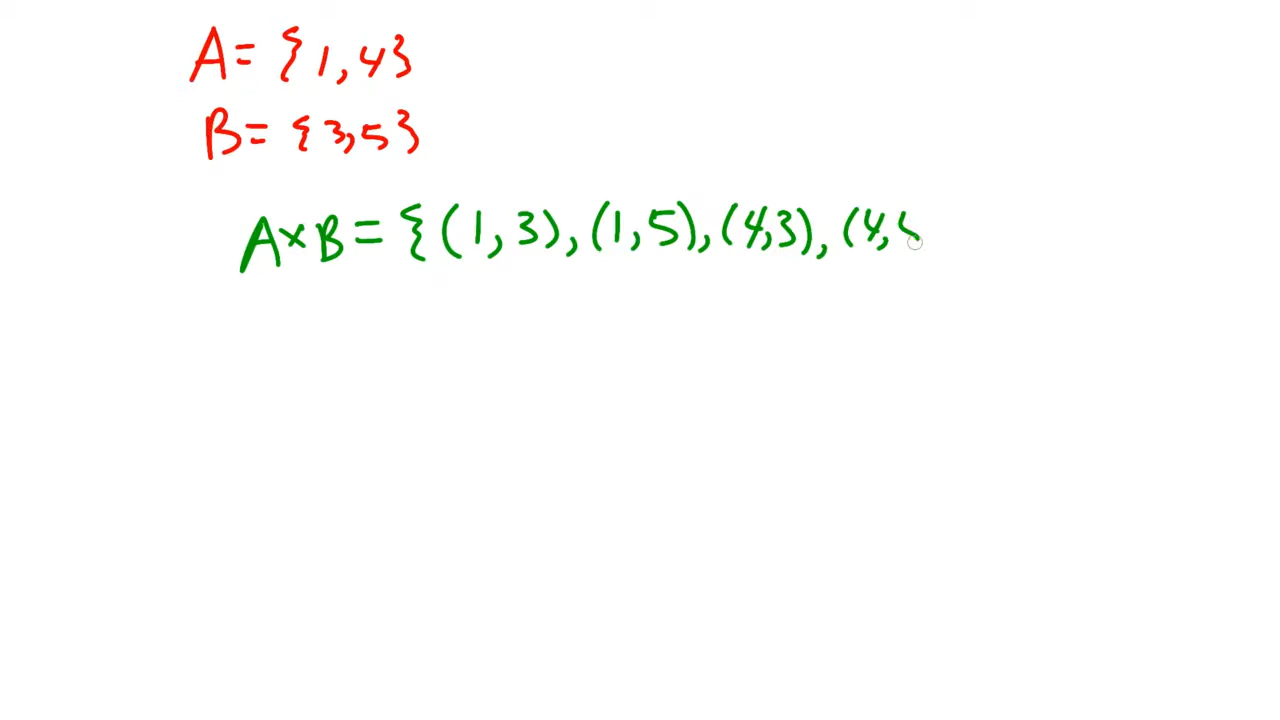 A = {1, 4}
B = {3, 5}
A × B = {(1, 3), (1, 5), (4, 3), (4,